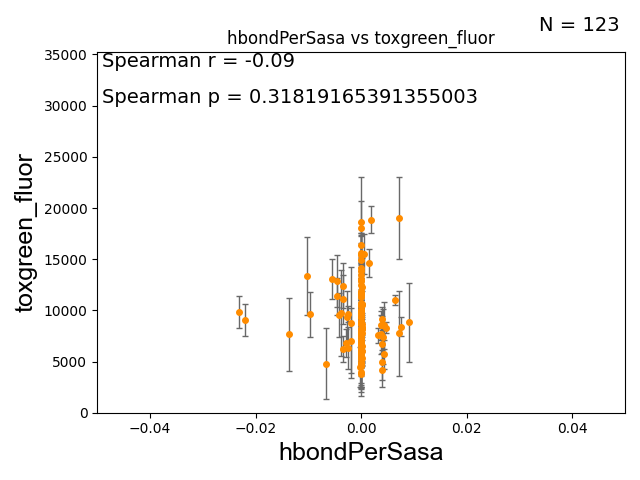 N = 123
hbondPerSasa vs toxgreen_fluor
Spearman r = -0.09
Spearman p = 0.31819165391355003
35000
30000
25000
20000
15000
10000
5000
0
toxgreen_fluor
−0.04
−0.02
0.00
0.02
0.04
hbondPerSasa